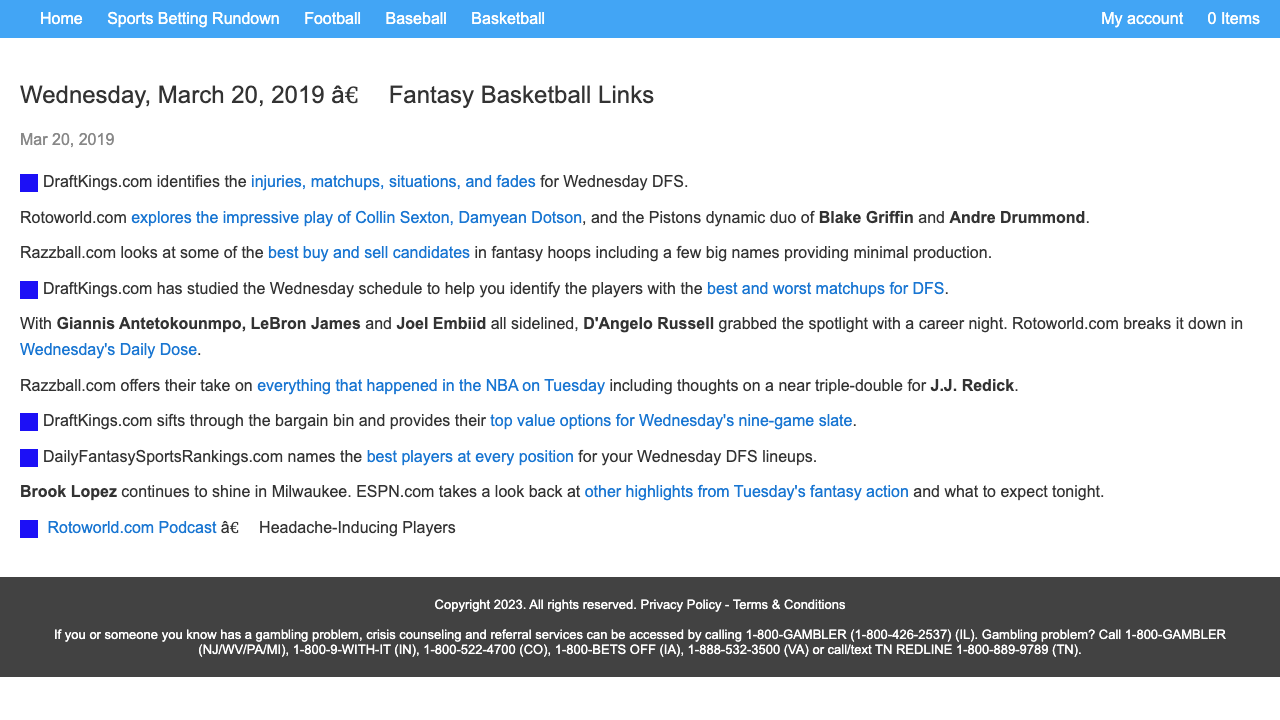 Home Sports Betting Rundown Football Baseball Basketball My account 0 Items
Wednesday, March 20, 2019 â€ Fantasy Basketball Links
Mar 20, 2019
DraftKings.com identifies the injuries, matchups, situations, and fades for Wednesday DFS.
Rotoworld.com explores the impressive play of Collin Sexton, Damyean Dotson, and the Pistons dynamic duo of Blake Griffin and Andre Drummond.
Razzball.com looks at some of the best buy and sell candidates in fantasy hoops including a few big names providing minimal production.
DraftKings.com has studied the Wednesday schedule to help you identify the players with the best and worst matchups for DFS.
With Giannis Antetokounmpo, LeBron James and Joel Embiid all sidelined, D'Angelo Russell grabbed the spotlight with a career night. Rotoworld.com breaks it down in
Wednesday's Daily Dose.
Razzball.com offers their take on everything that happened in the NBA on Tuesday including thoughts on a near triple-double for J.J. Redick.
DraftKings.com sifts through the bargain bin and provides their top value options for Wednesday's nine-game slate.
DailyFantasySportsRankings.com names the best players at every position for your Wednesday DFS lineups.
Brook Lopez continues to shine in Milwaukee. ESPN.com takes a look back at other highlights from Tuesday's fantasy action and what to expect tonight.
Rotoworld.com Podcast â€ Headache-Inducing Players
Copyright 2023. All rights reserved. Privacy Policy - Terms & Conditions
If you or someone you know has a gambling problem, crisis counseling and referral services can be accessed by calling 1-800-GAMBLER (1-800-426-2537) (IL). Gambling problem? Call 1-800-GAMBLER
(NJ/WV/PA/MI), 1-800-9-WITH-IT (IN), 1-800-522-4700 (CO), 1-800-BETS OFF (IA), 1-888-532-3500 (VA) or call/text TN REDLINE 1-800-889-9789 (TN).